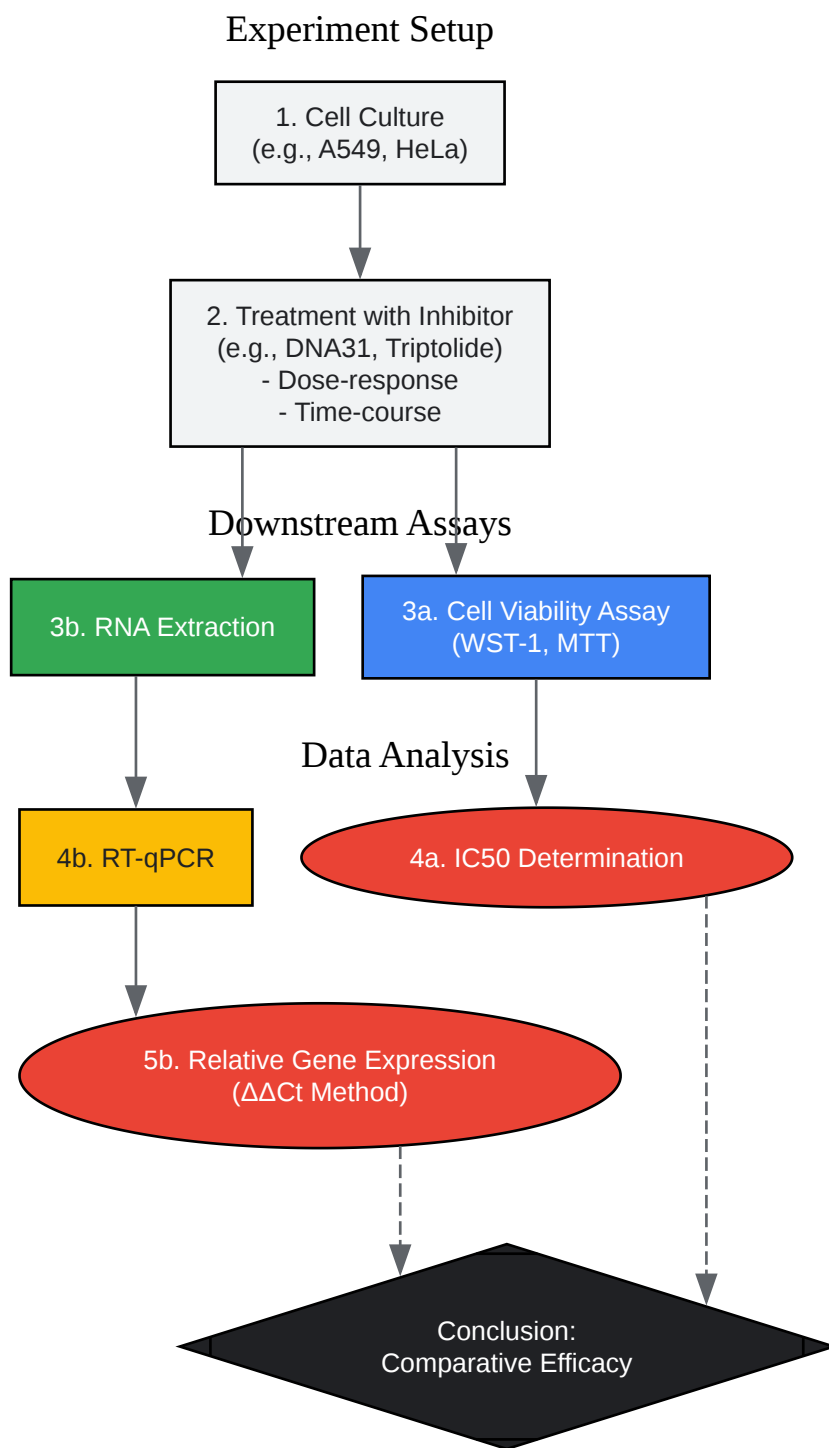 Experiment Setup
1. Cell Culture
(e.g., A549, HeLa)
2. Treatment with Inhibitor
(e.g., DNA31, Triptolide)
- Dose-response
- Time-course
Downstream Assays
3b. RNA Extraction
3a. Cell Viability Assay
(WST-1, MTT)
Data Analysis
4b. RT-qPCR
4a. IC50 Determination
5b. Relative Gene Expression
(ΔΔCt Method)
Conclusion:
Comparative Efficacy